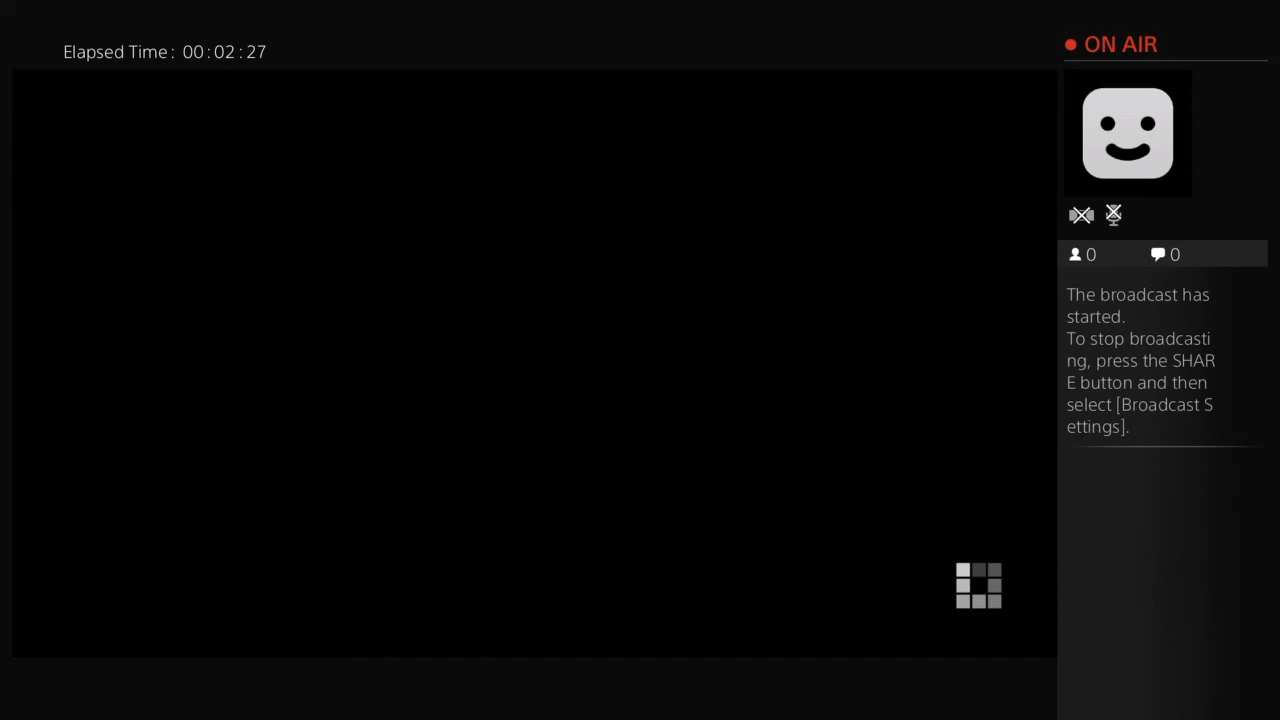 Elapsed Time: 00:02:27
ON AIR
0 0
The broadcast has
started.
To stop broadcasti
ng, press the SHAR
E button and then
select [Broadcast S
ettings].